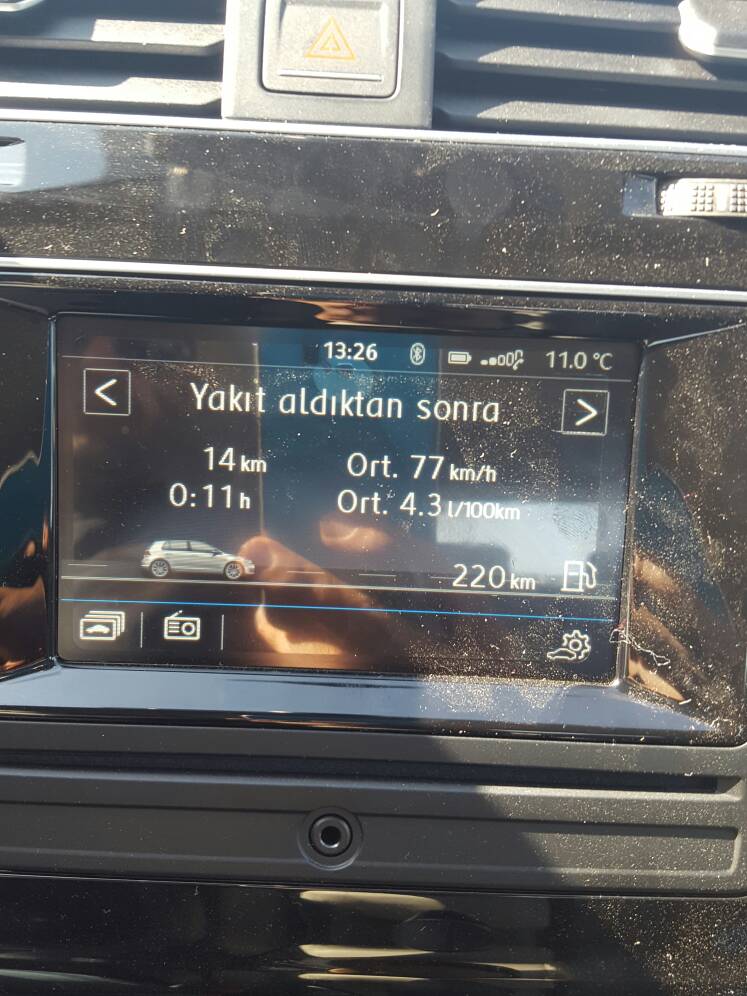 13:26 11.0 °C
< Yakıt aldıktan sonra >
14 km Ort. 77 km/h
0:11 h Ort. 4.3 l/100km
220 km